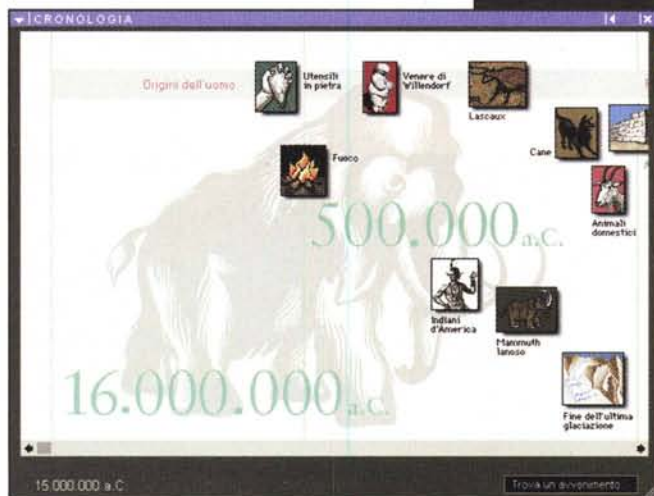 CRONOLOGIA
Origini dell'uomo
Utensili
in pietra
Venere di
Willendorf
Lascaux
Cane
Fuoco
Animali
domestici
500.000 a.C.
Indiani
d'America
Mammuth
lanoso
16.000.000 a.C.
Fine dell'ultima
glaciazione
15.000.000 a.C
Trova un avvenimento